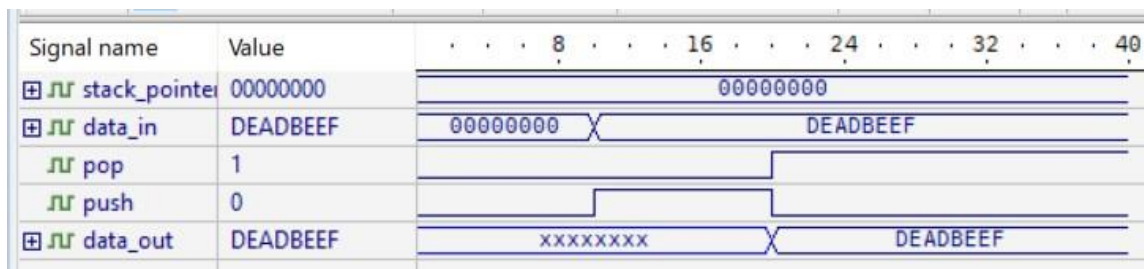 Signal name Value 8 16 24 32 40
stack_pointer 00000000 00000000
data_in DEADBEEF 00000000 DEADBEEF
pop 1
push 0
data_out DEADBEEF xxxxxxxx DEADBEEF